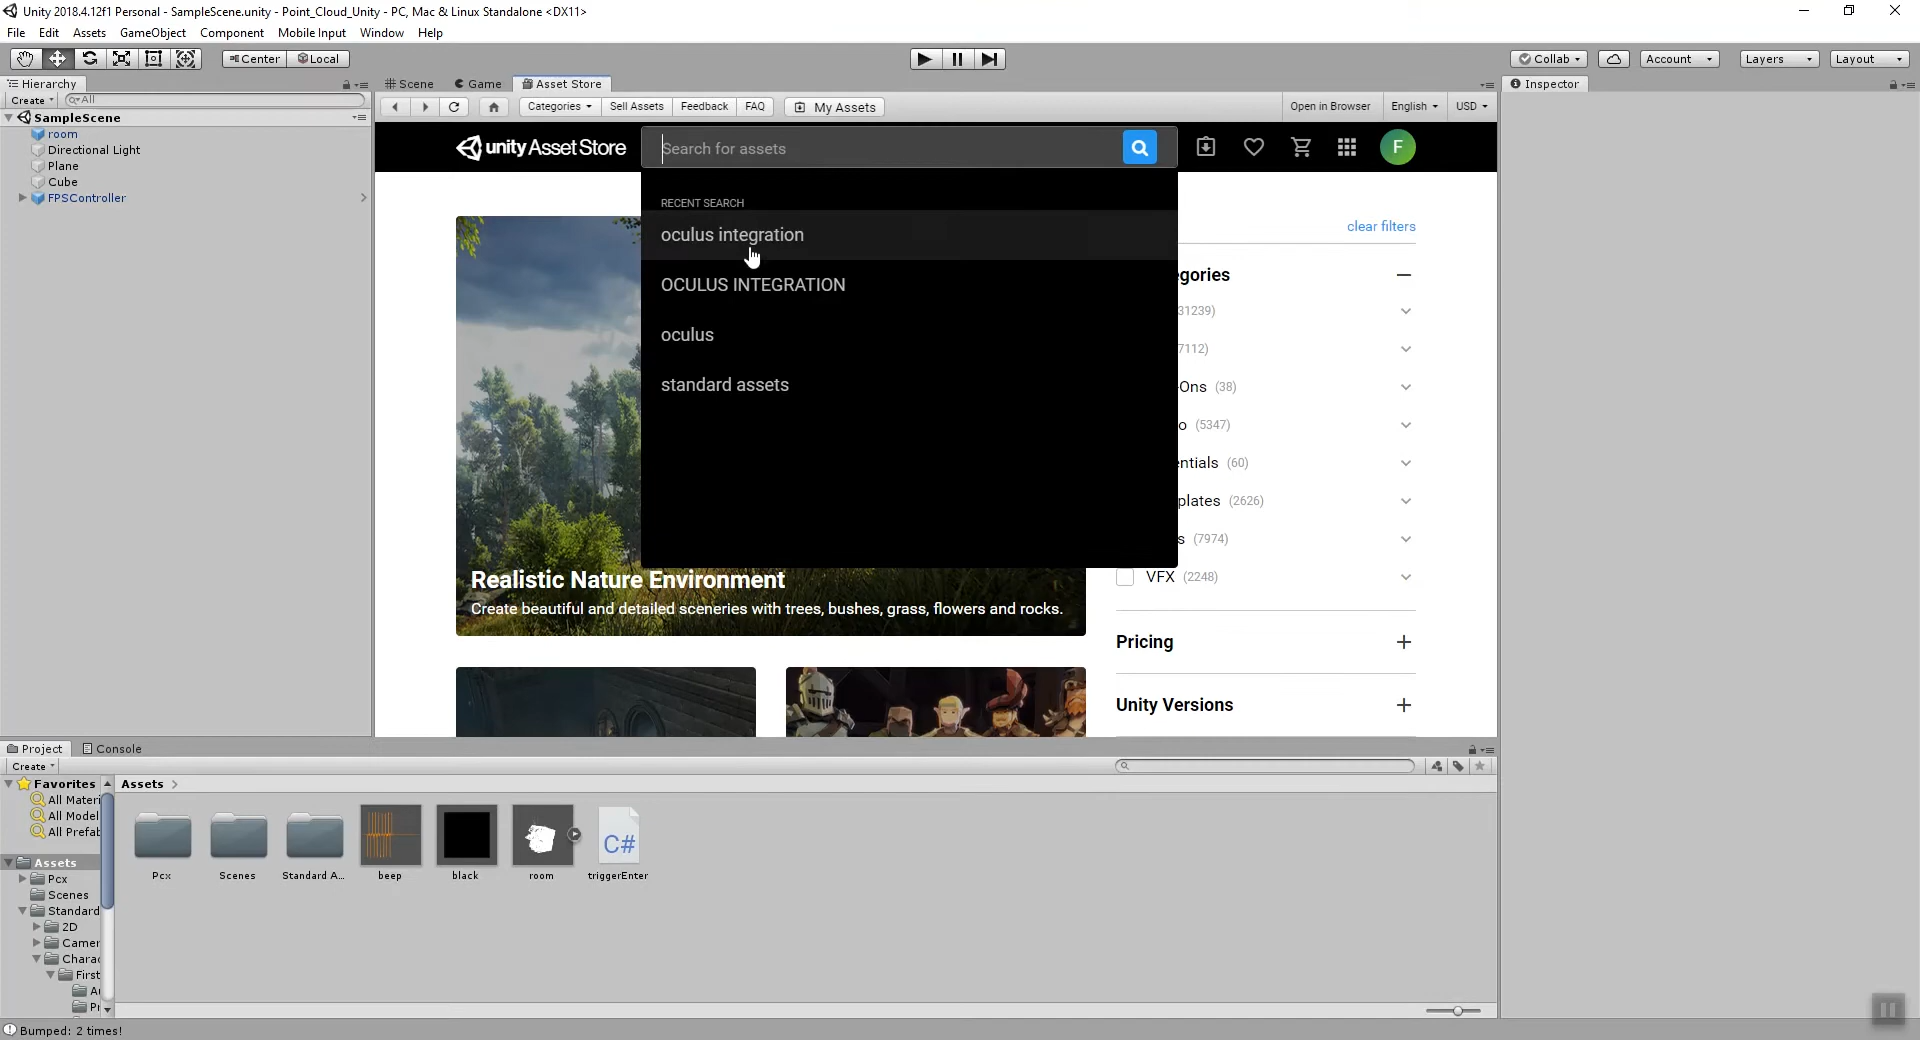 Unity 2018.4.12f1 Personal - SampleScene.unity - Point_Cloud_Unity - PC, Mac & Linux Standalone <DX11>
File Edit Assets GameObject Component Mobile Input Window Help
Center Local Collab Account Layers Layout
Hierarchy Scene Game Asset Store Inspector
Create All Categories Sell Assets Feedback FAQ My Assets Open in Browser English USD
SampleScene
room
Directional Light
Plane
Cube
FPSController
unity Asset Store Search for assets F
RECENT SEARCH
oculus integration
OCULUS INTEGRATION
oculus
standard assets
clear filters
gories
31239)
7112)
-Ons (38)
o (5347)
entials (60)
plates (2626)
s (7974)
VFX (2248)
Realistic Nature Environment
Create beautiful and detailed sceneries with trees, bushes, grass, flowers and rocks.
Pricing
Unity Versions
Project Console
Create
Favorites
All Materi
All Model
All Prefab
Assets
Pcx
Scenes
Standard
2D
Camer
Charac
First
A
Pr
Assets
C#
Pcx Scenes Standard A... beep black room triggerEnter
Bumped: 2 times!